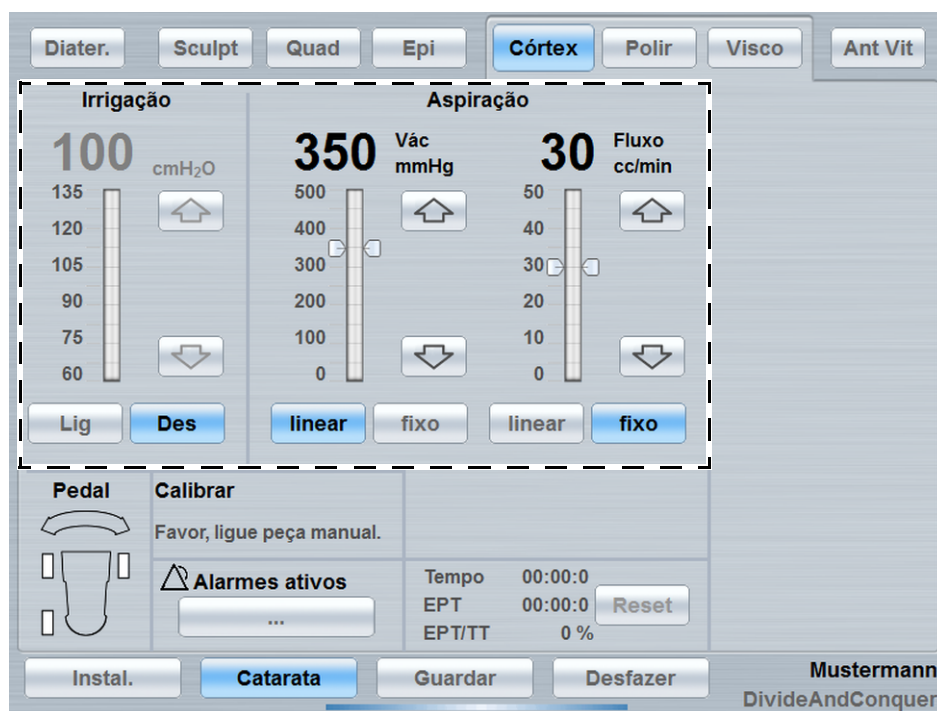 Diater. Sculpt Quad Epi Córtex Polir Visco Ant Vit
Irrigação Aspiração
100 cmH₂O 350 Vác mmHg 30 Fluxo cc/min
135 500 50
120 400 40
105 300 30
90 200 20
75 100 10
60 0 0
Lig Des linear fixo linear fixo
Pedal Calibrar
Favor, ligue peça manual.
Alarmes ativos
...
Tempo 00:00:0
EPT 00:00:0 Reset
EPT/TT 0 %
Instal. Catarata Guardar Desfazer Mustermann
DivideAndConquer